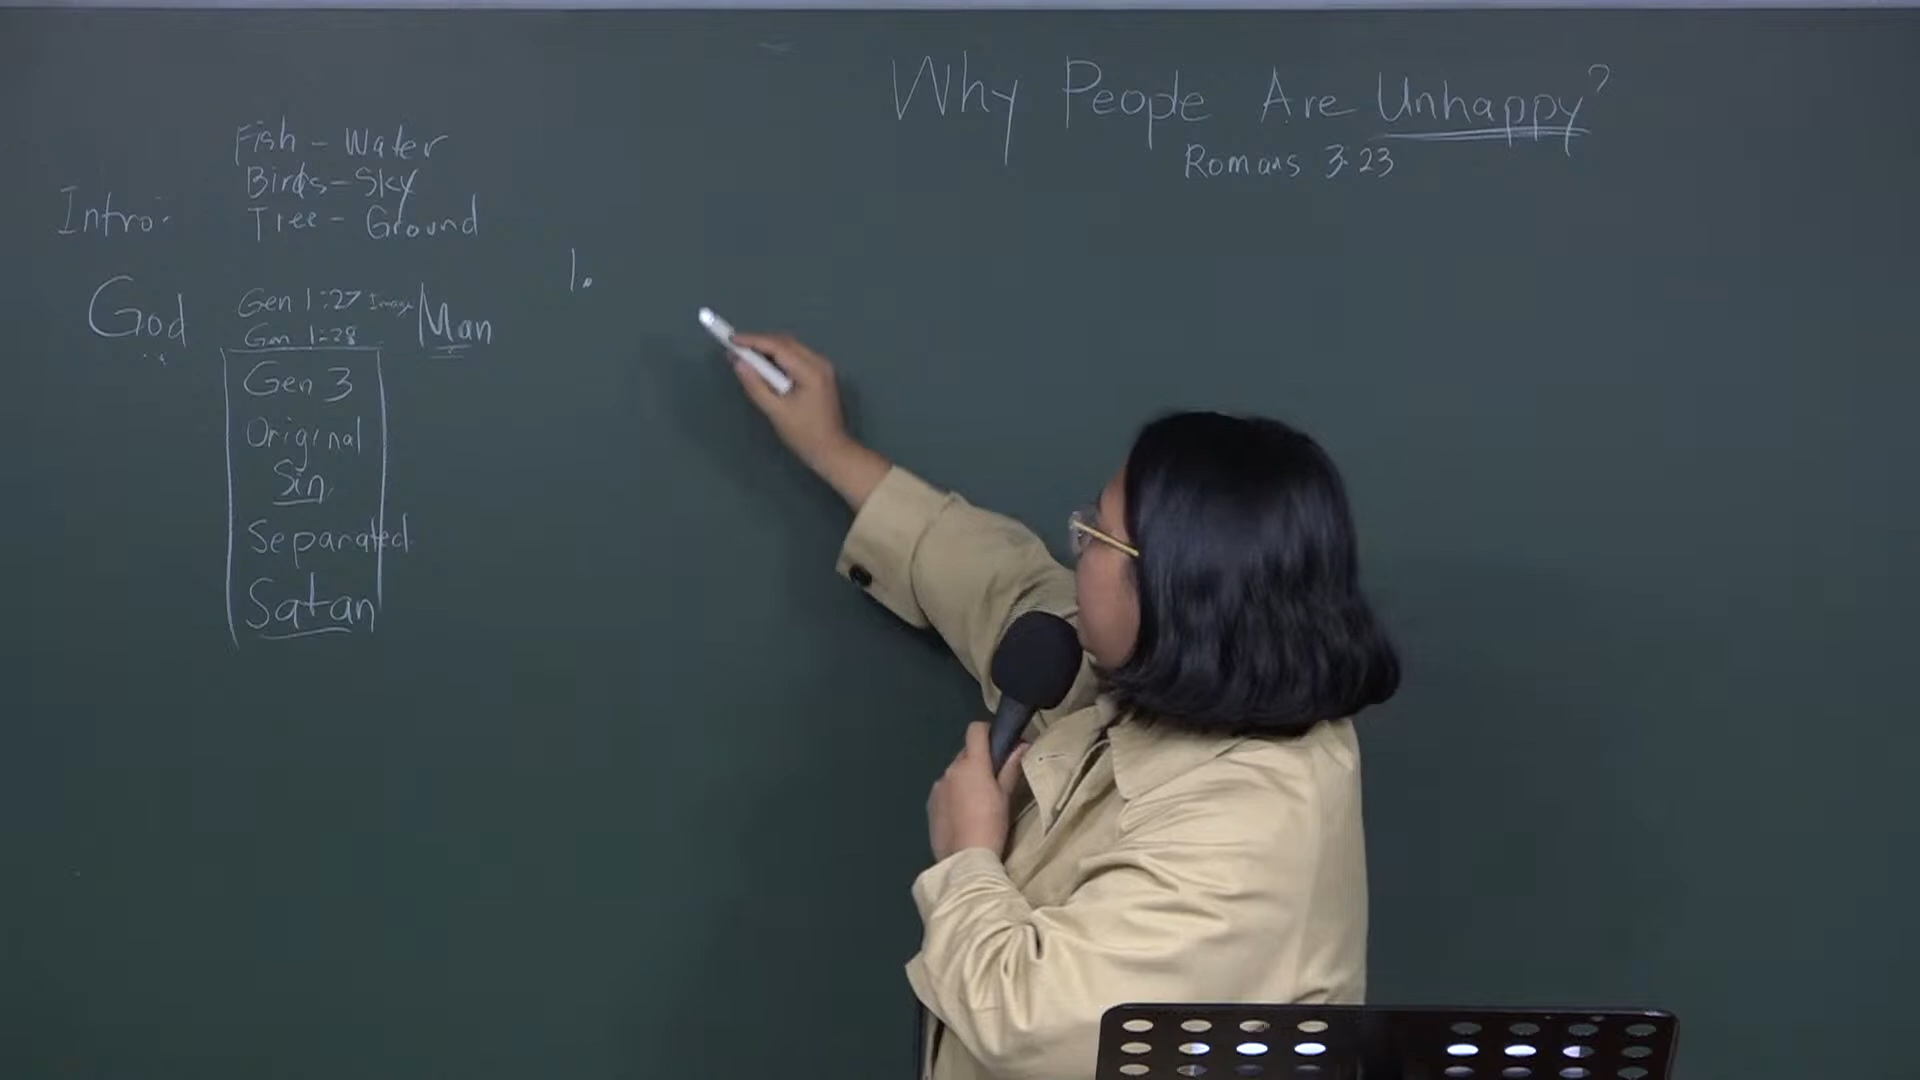 Why People Are Unhappy?
Romans 3:23
Fish - Water
Birds - Sky
Intro: Tree - Ground
1.
God Gen 1:27 Image Man
Gen 1:28
Gen 3
Original
Sin
Separated
Satan